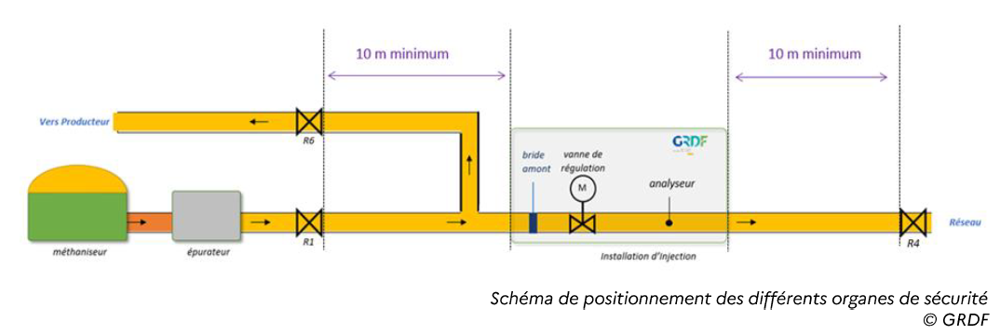 10 m minimum
10 m minimum
Vers Producteur
R6
GRDF
bride
amont
vanne de
régulation
M
analyseur
R1
Réseau
R4
méthaniseur
épurateur
Installation d'injection
Schéma de positionnement des différents organes de sécurité
© GRDF